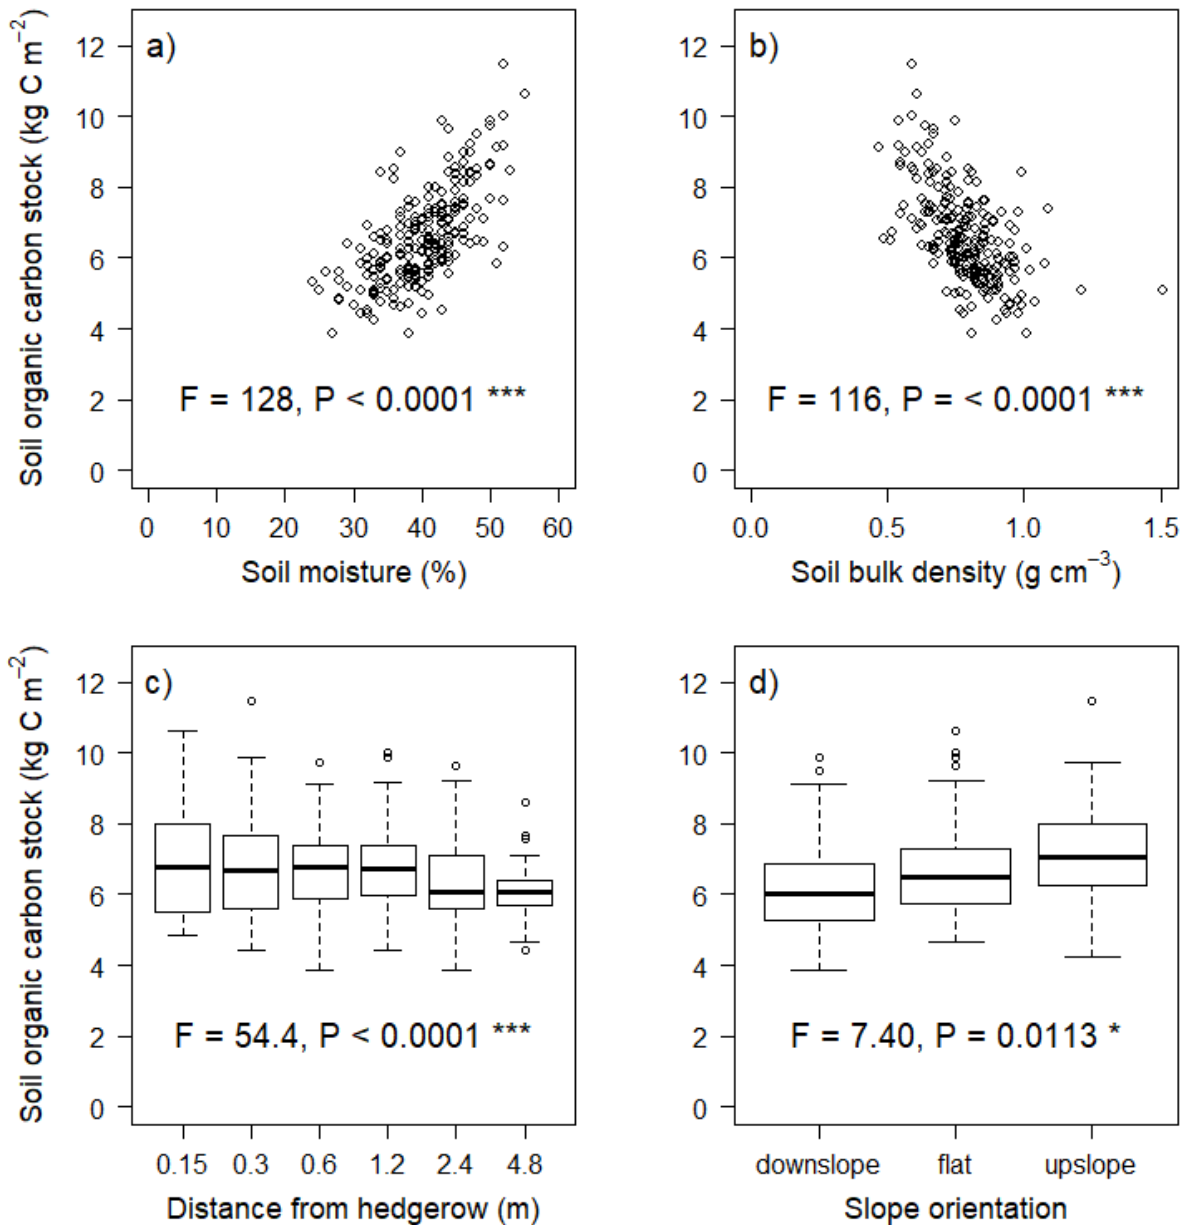 a)
Soil organic carbon stock (kg C m⁻²)
12
10
8
6
4
2
0
F = 128, P < 0.0001 ***
0 10 20 30 40 50 60
Soil moisture (%)
b)
12
10
8
6
4
2
0
F = 116, P = < 0.0001 ***
0.0 0.5 1.0 1.5
Soil bulk density (g cm⁻³)
c)
Soil organic carbon stock (kg C m⁻²)
12
10
8
6
4
2
0
F = 54.4, P < 0.0001 ***
0.15 0.3 0.6 1.2 2.4 4.8
Distance from hedgerow (m)
d)
12
10
8
6
4
2
0
F = 7.40, P = 0.0113 *
downslope flat upslope
Slope orientation